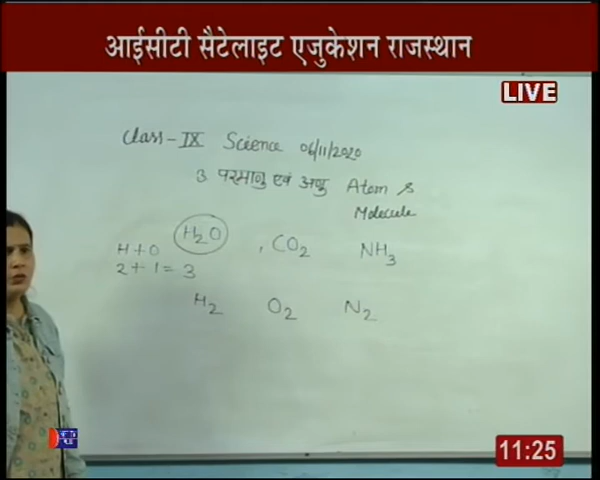 आईसीटी सैटेलाइट एजुकेशन राजस्थान
LIVE
Class-IX Science 06/11/2020
3 परमाणु एवं अणु Atom &
Molecule
H2O , CO2 NH3
H+O
2+1=3
H2 O2 N2
11:25